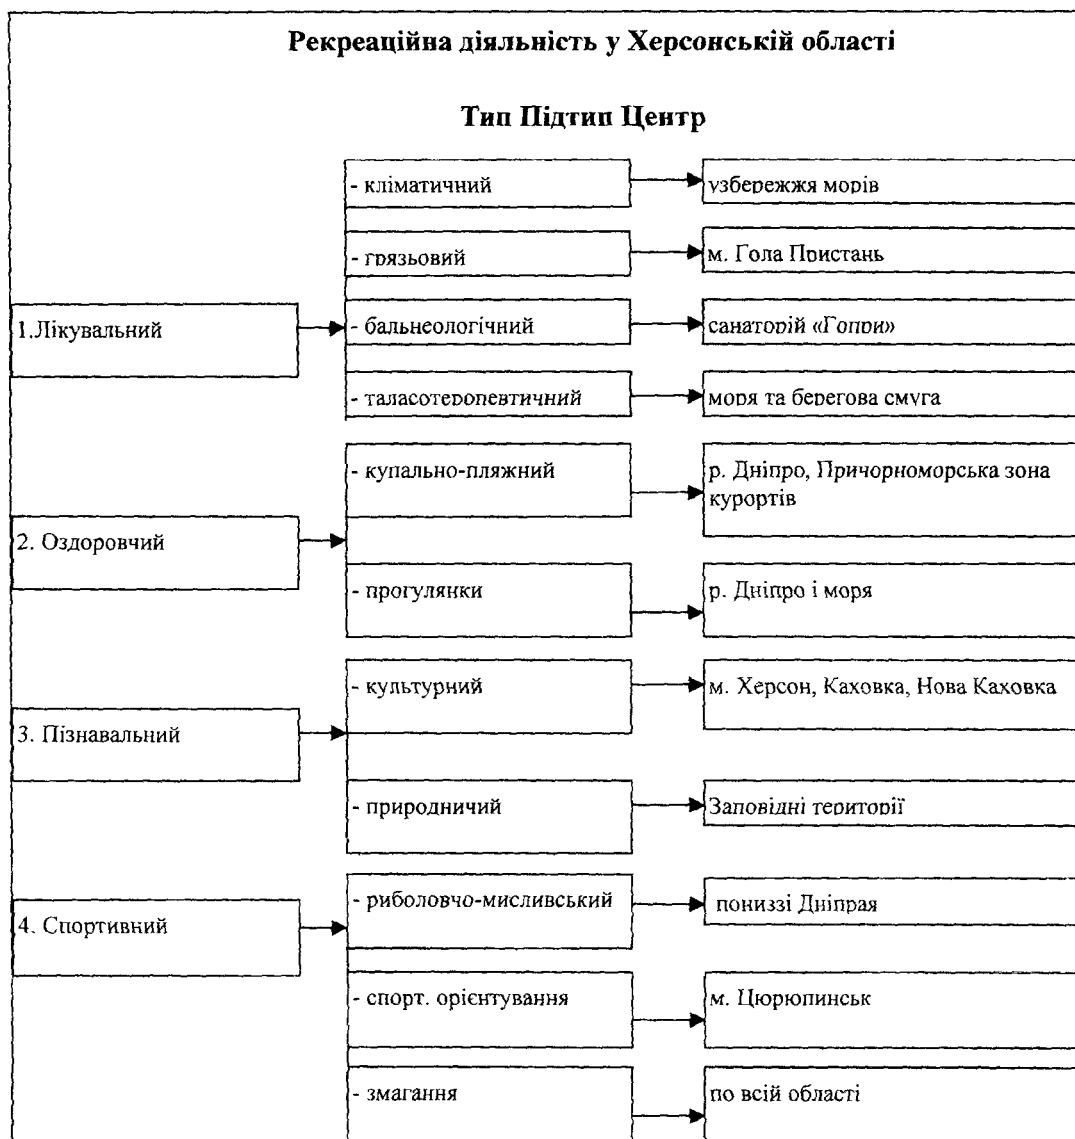 Рекреаційна діяльність у Херсонській області
Тип Підтип Центр
1.Лікувальний
- кліматичний
узбережжя морів
- грязьовий
м. Гола Пристань
- бальнеологічний
санаторій «Гопри»
- таласотеропевтичний
моря та берегова смуга
2. Оздоровчий
- купально-пляжний
р. Дніпро, Причорноморська зона
курортів
- прогулянки
р. Дніпро і моря
3. Пізнавальний
- культурний
м. Херсон, Каховка, Нова Каховка
- природничий
Заповідні території
4. Спортивний
- риболовчо-мисливський
пониззі Дніпрая
- спорт. орієнтування
м. Цюрюпинськ
- змагання
по всій області